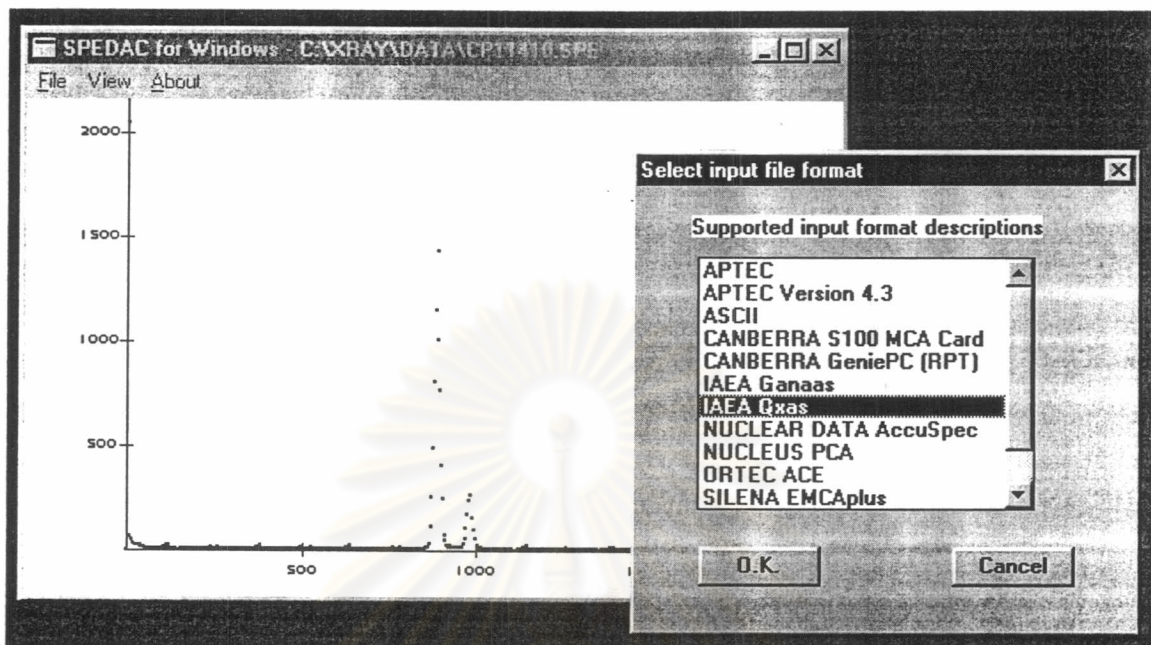 SPEDAC for Windows - C:\XRAY\DATA\CP11410.SPE
File View About
2000
1500
1000
500
500
1000
Select input file format
Supported input format descriptions
APTEC
APTEC Version 4.3
ASCII
CANBERRA S100 MCA Card
CANBERRA GeniePC (RPT)
IAEA Ganaas
IAEA Qxas
NUCLEAR DATA AccuSpec
NUCLEUS PCA
ORTEC ACE
SILENA EMCAplus
O.K.
Cancel